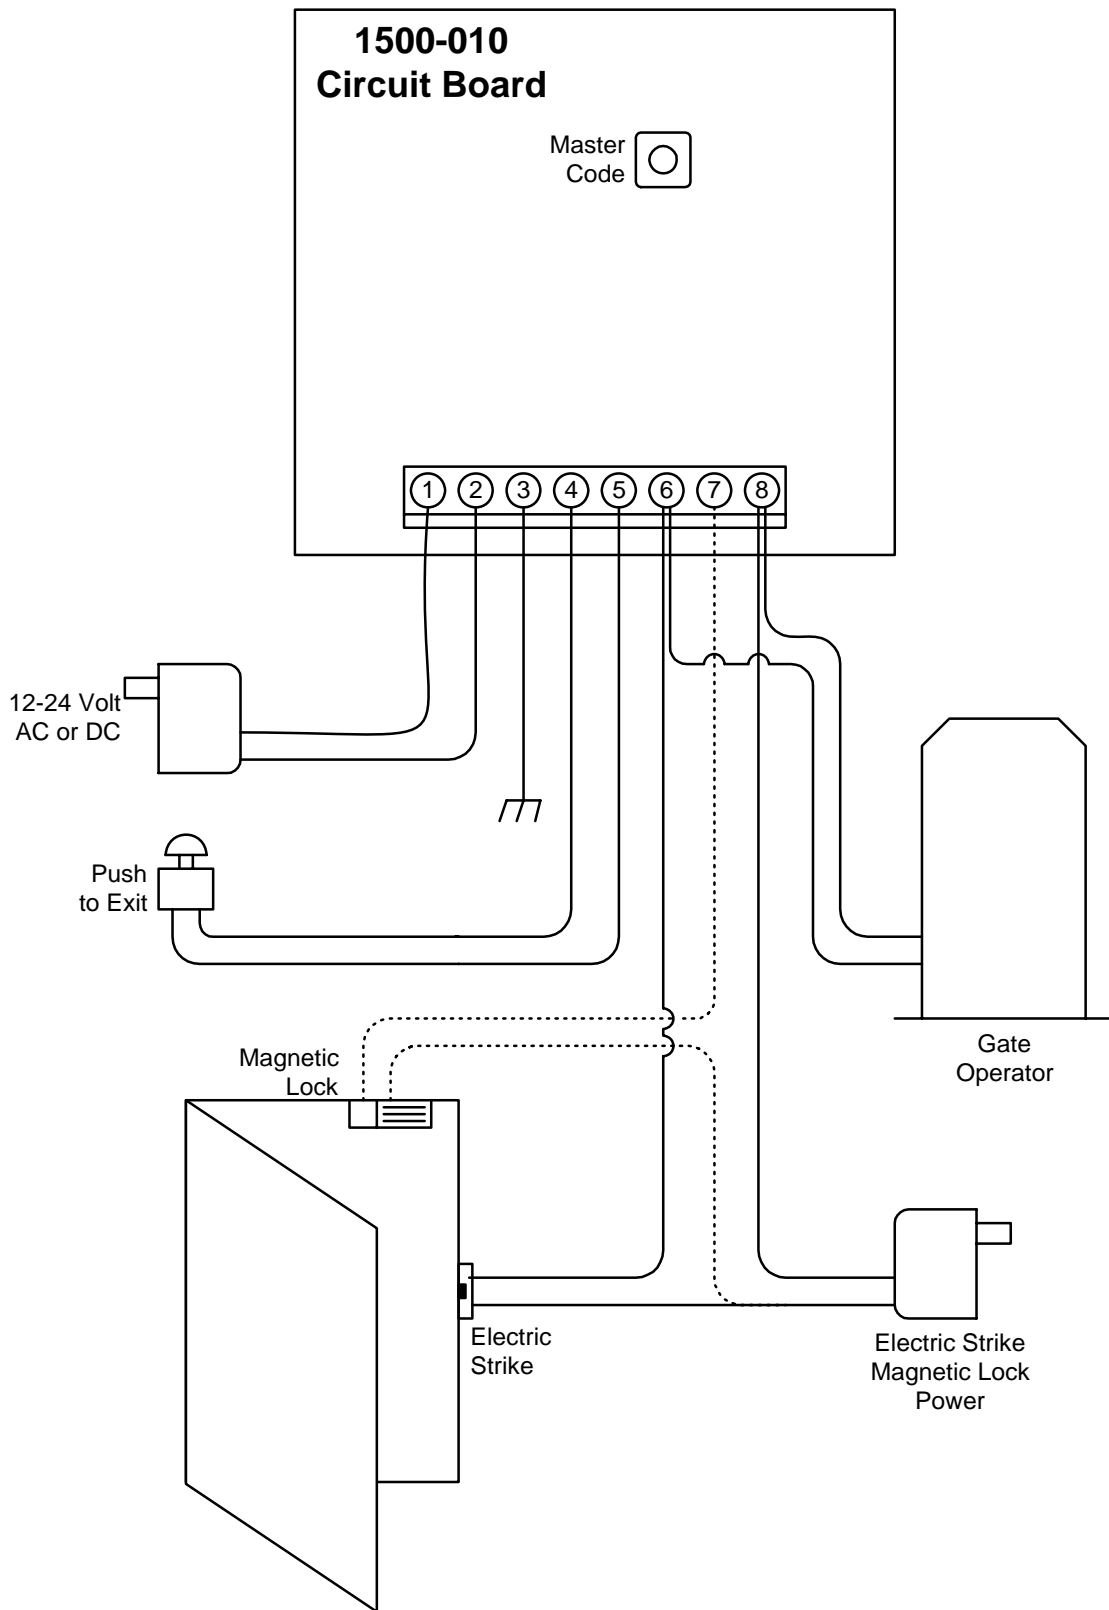 1500-010
Circuit Board
Master
Code
1 2 3 4 5 6 7 8
12-24 Volt
AC or DC
Push
to Exit
Gate
Operator
Magnetic
Lock
Electric
Strike
Electric Strike
Magnetic Lock
Power